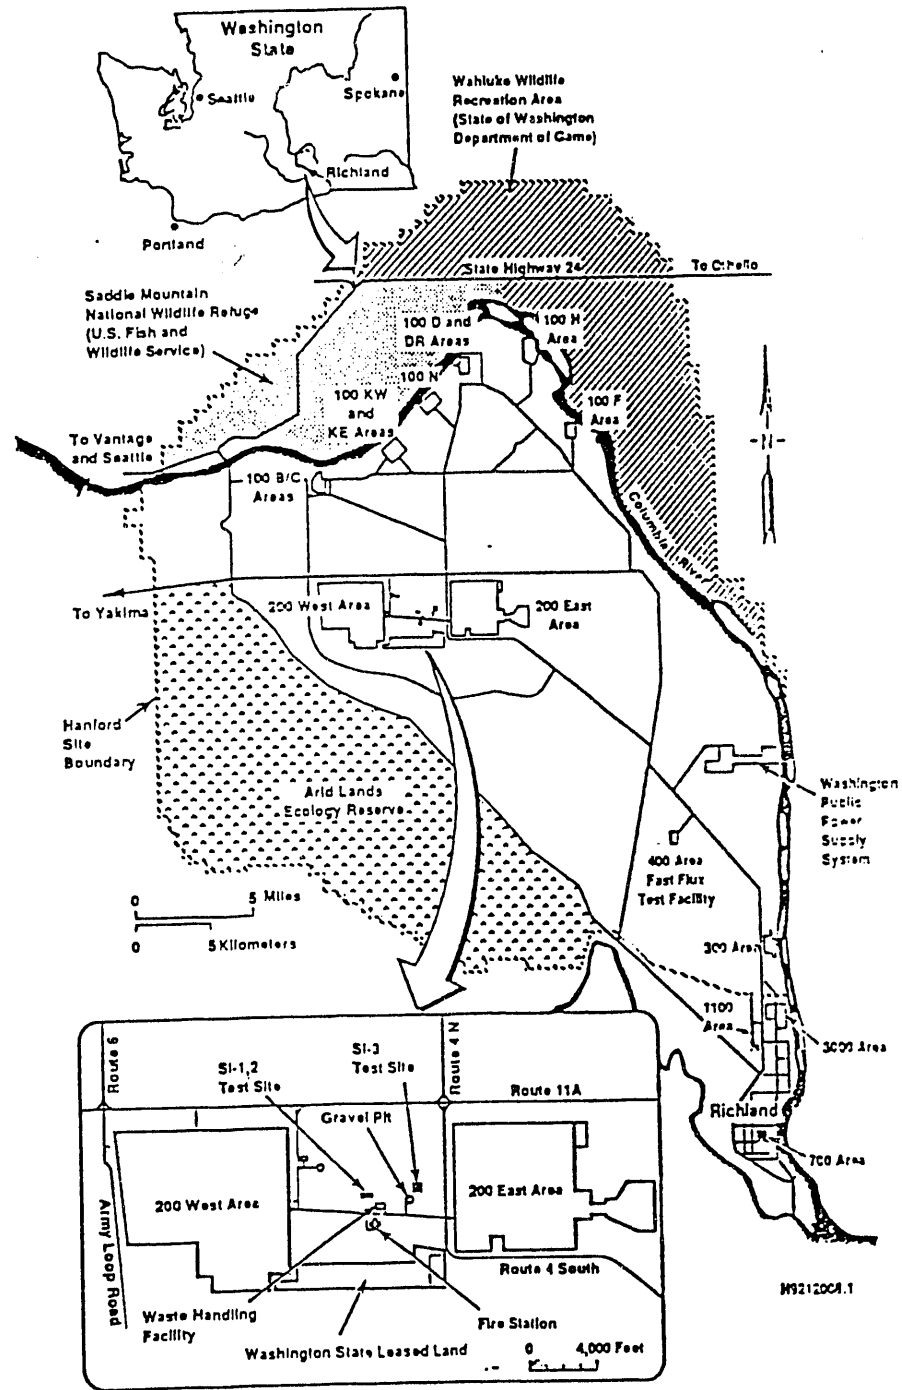 Washington
State
Seattle
Spokane
Richland
Portland
Wahluke Wildlife
Recreation Area
(State of Washington
Department of Game)
State Highway 24
To Othello
Saddle Mountain
National Wildlife Refuge
(U.S. Fish and
Wildlife Service)
100 D and
DR Areas
100 H
Area
100 N
100 KW
and
KE Areas
100 F
Area
To Vantage
and Seattle
100 B/C
Areas
N
Columbia River
To Yakima
200 West Area
200 East
Area
Hanford
Site
Boundary
Arid Lands
Ecology Reserve
Washington
Public
Power
Supply
System
400 Area
Fast Flux
Test Facility
0 5 Miles
0 5 Kilometers
300 Area
1100
Area
3000 Area
Richland
700 Area
Route 6
SI-1,2
Test Site
SI-3
Test Site
Route 4 N
Route 11A
Gravel Pit
200 West Area
200 East Area
Army Loop Road
Route 4 South
Waste Handling
Facility
Fire Station
Washington State Leased Land
0 4,000 Feet